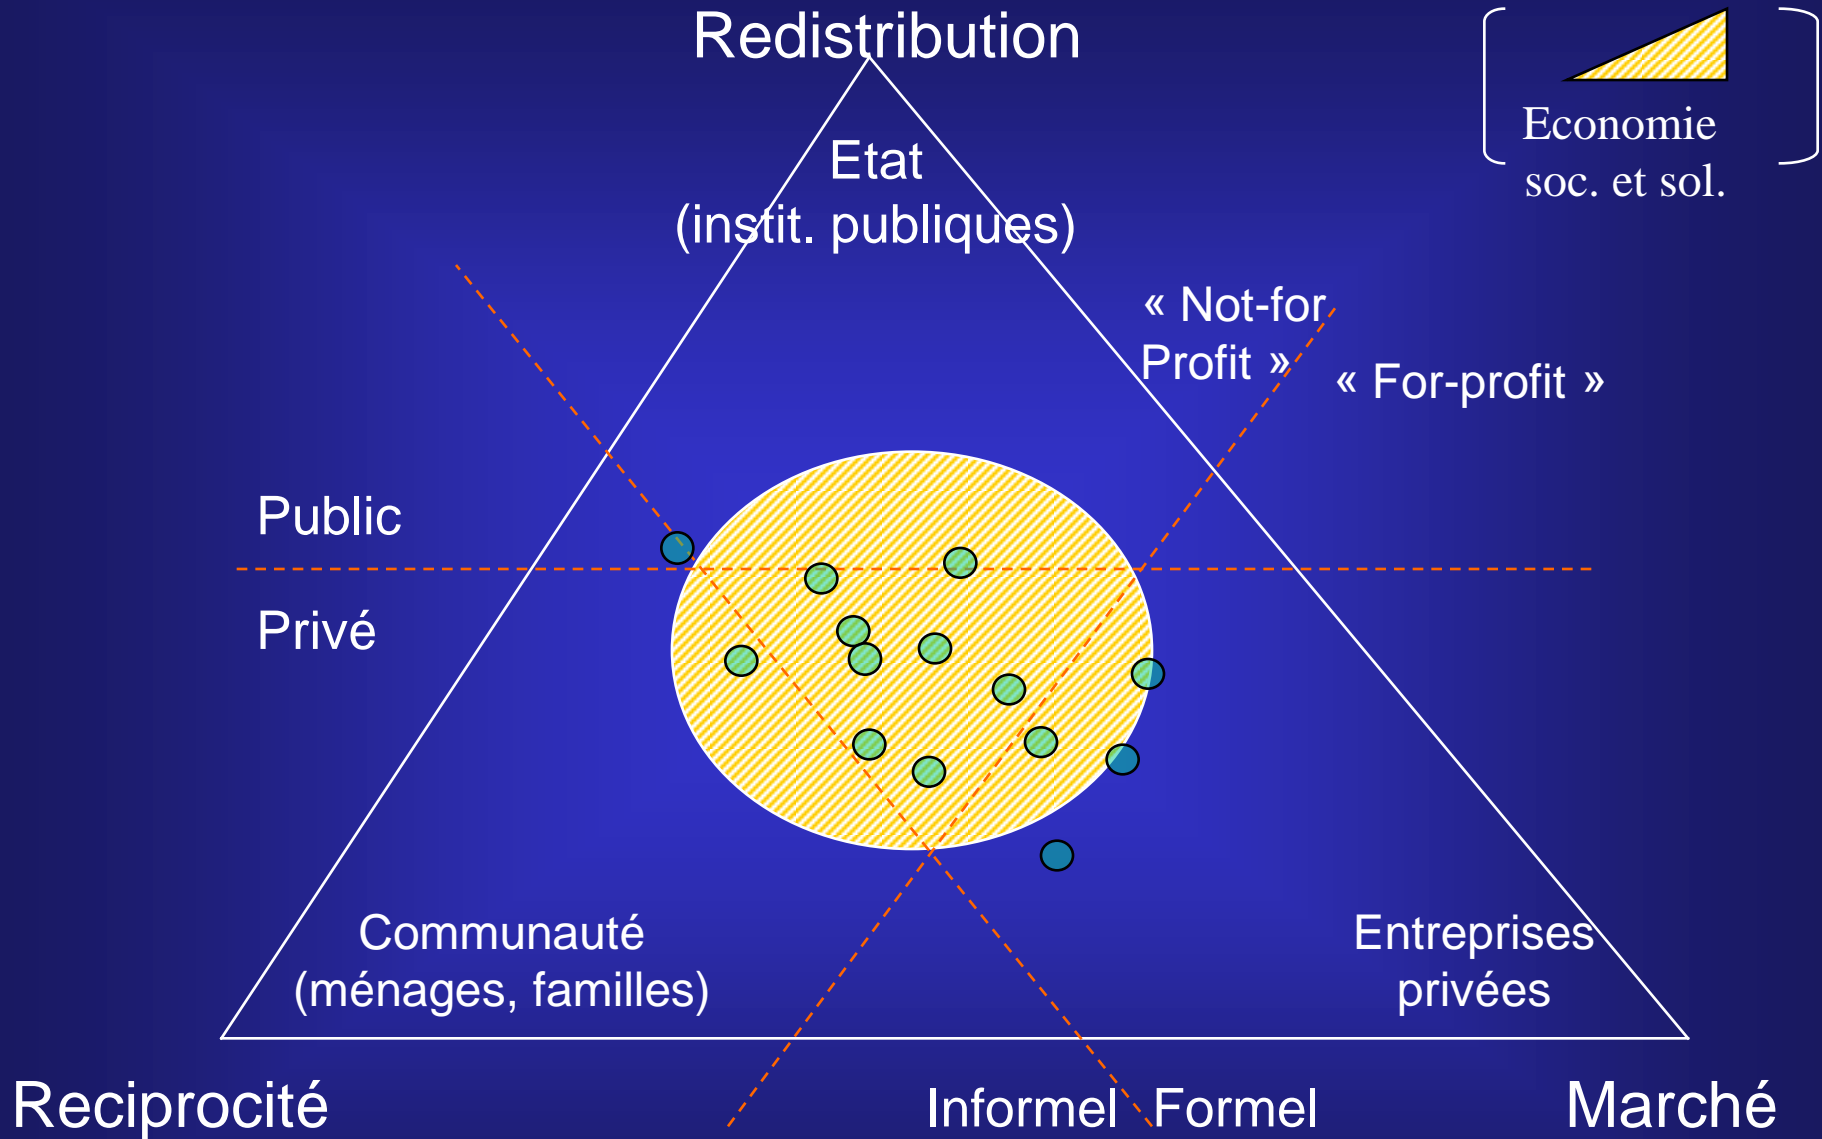 Redistribution
Economie
soc. et sol.
Etat
(instit. publiques)
« Not-for
Profit »
« For-profit »
Public
Privé
Communauté
(ménages, familles)
Entreprises
privées
Reciprocité
Informel
Formel
Marché